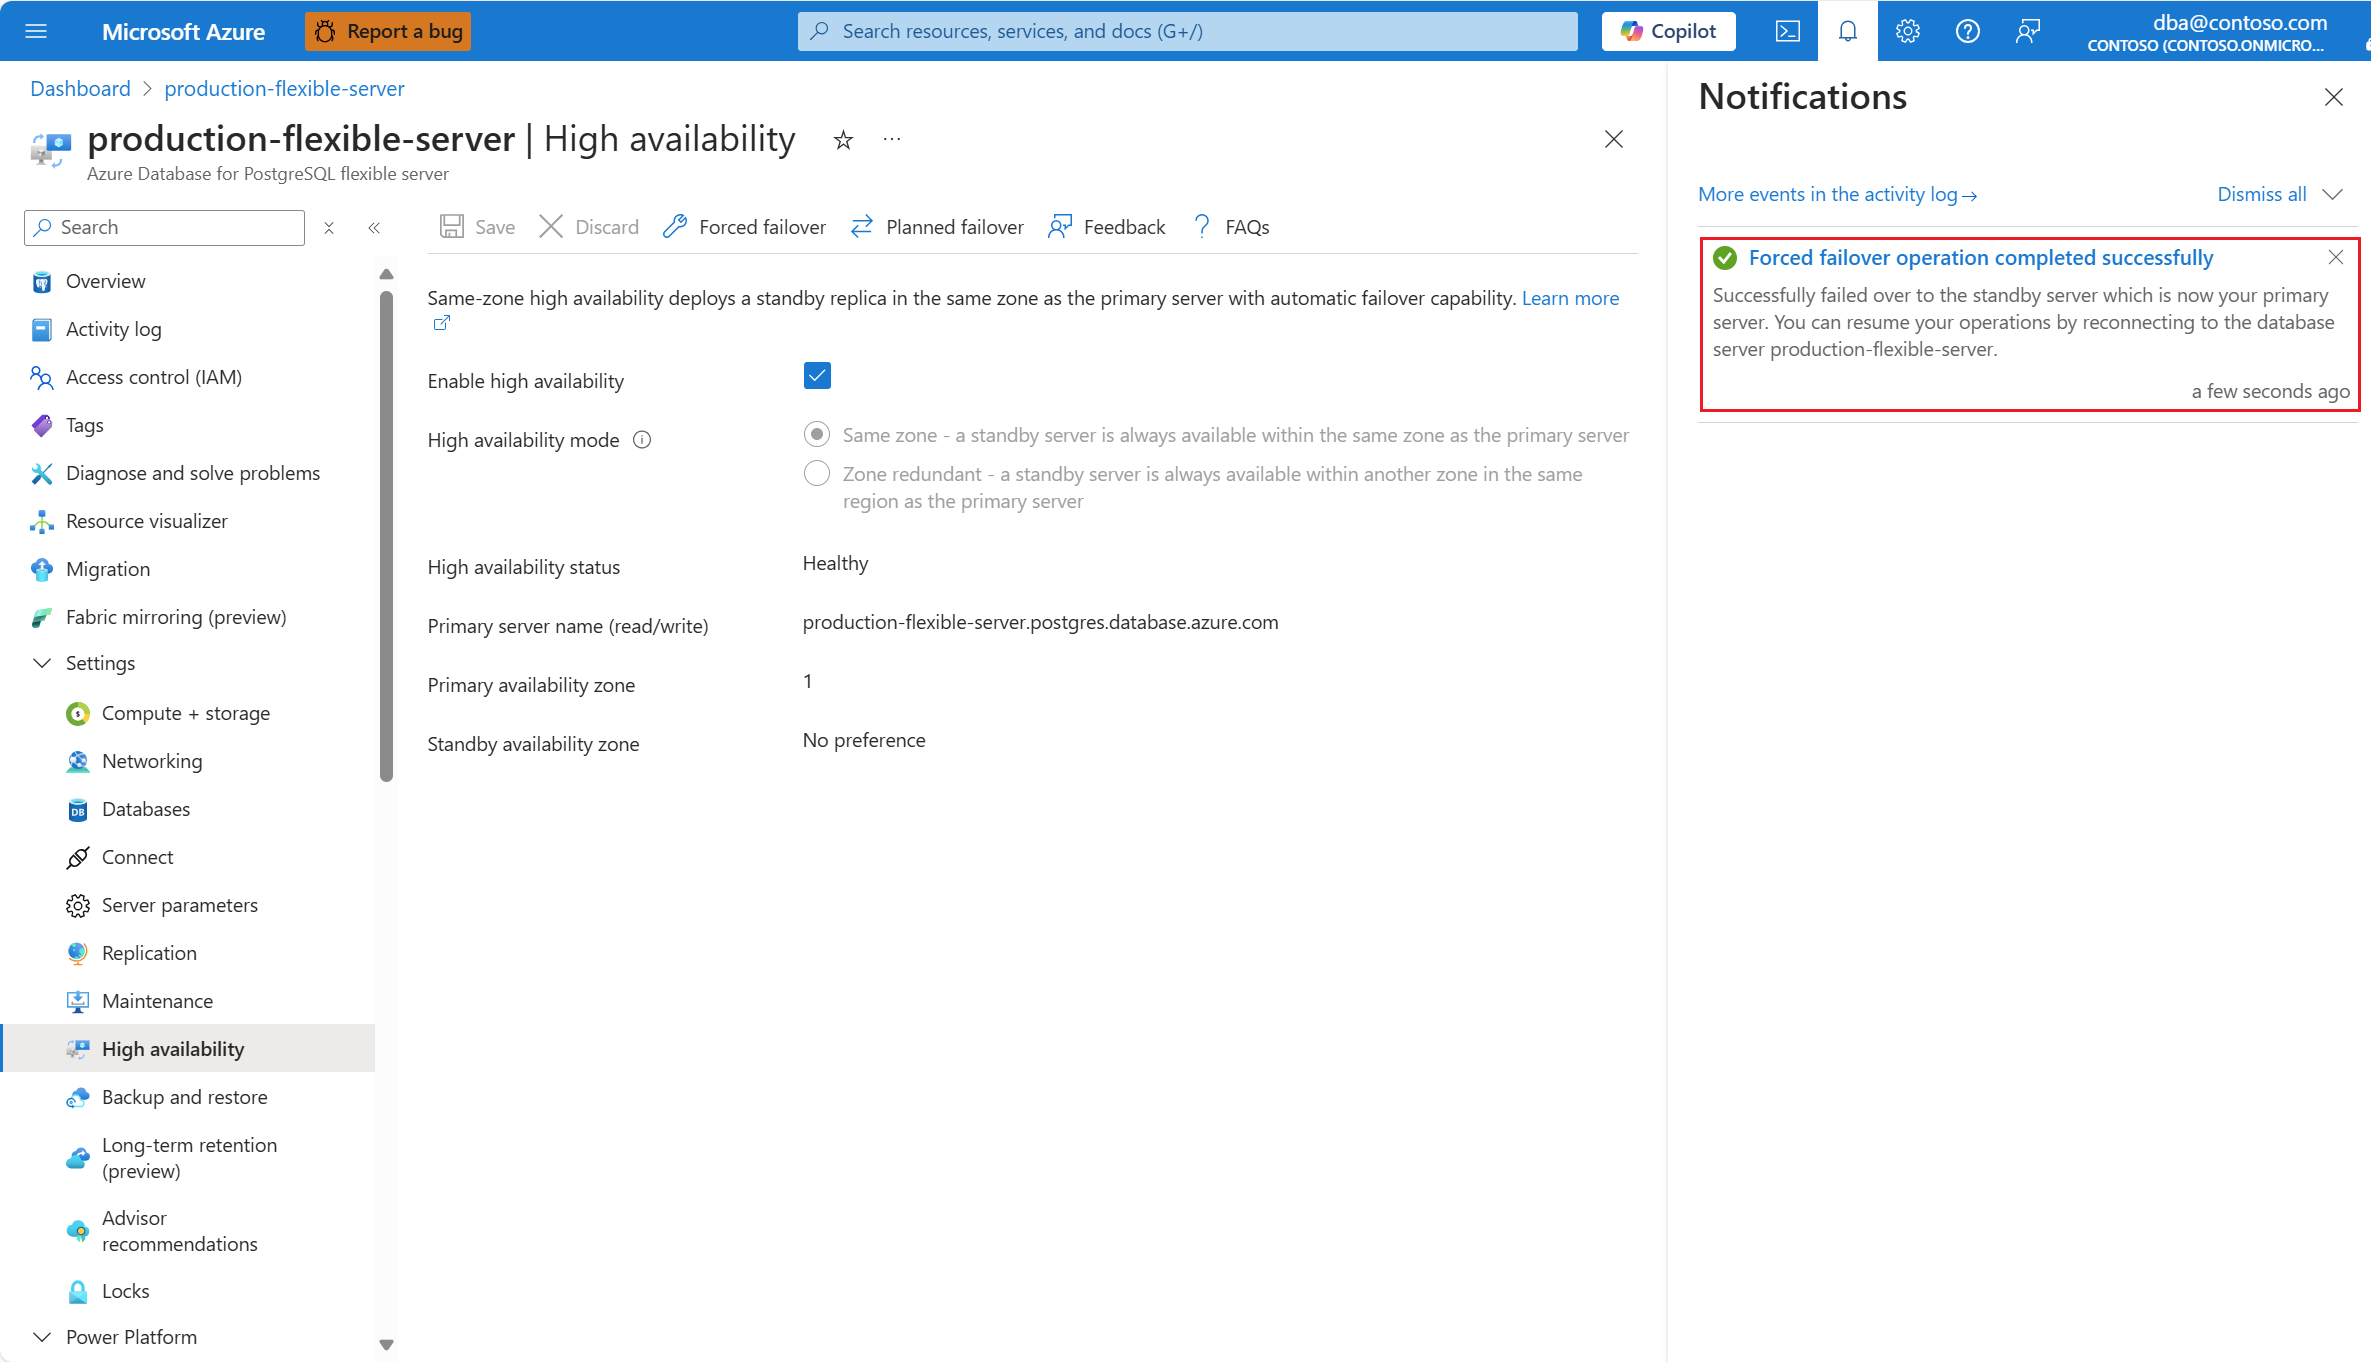 Microsoft Azure
Report a bug
Search resources, services, and docs (G+/)
Copilot
dba@contoso.com
CONTOSO (CONTOSO.ONMICRO...
Dashboard > production-flexible-server
production-flexible-server | High availability
Azure Database for PostgreSQL flexible server
Search
Overview
Activity log
Access control (IAM)
Tags
Diagnose and solve problems
Resource visualizer
Migration
Fabric mirroring (preview)
Settings
Compute + storage
Networking
Databases
Connect
Server parameters
Replication
Maintenance
High availability
Backup and restore
Long-term retention
(preview)
Advisor
recommendations
Locks
Power Platform
Save
Discard
Forced failover
Planned failover
Feedback
FAQs
Same-zone high availability deploys a standby replica in the same zone as the primary server with automatic failover capability. Learn more
Enable high availability
High availability mode
Same zone - a standby server is always available within the same zone as the primary server
Zone redundant - a standby server is always available within another zone in the same
region as the primary server
High availability status
Healthy
Primary server name (read/write)
production-flexible-server.postgres.database.azure.com
Primary availability zone
1
Standby availability zone
No preference
Notifications
More events in the activity log →
Dismiss all
Forced failover operation completed successfully
Successfully failed over to the standby server which is now your primary
server. You can resume your operations by reconnecting to the database
server production-flexible-server.
a few seconds ago